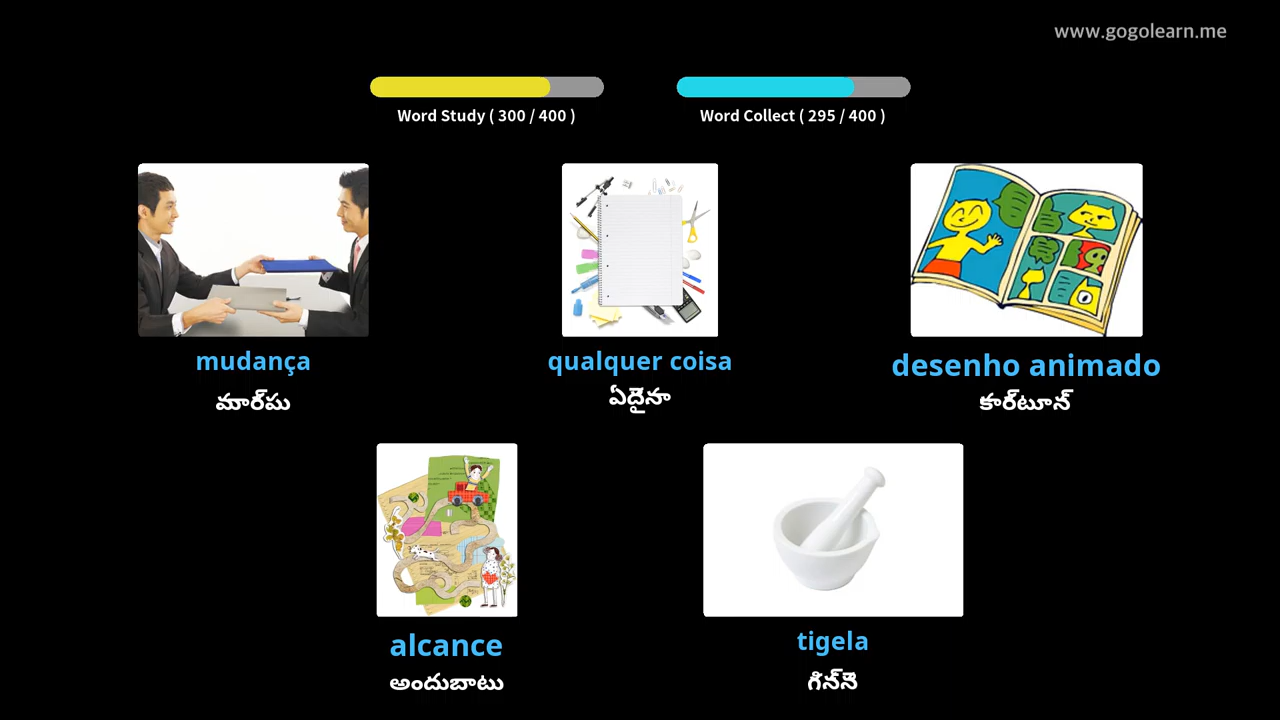 www.gogolearn.me
Word Study ( 300 / 400 )
Word Collect ( 295 / 400 )
mudança
మార్‌పు
qualquer coisa
ఏదైనా
desenho animado
కార్‌టూన్
alcance
అందుబాటు
tigela
గిన్‌నె